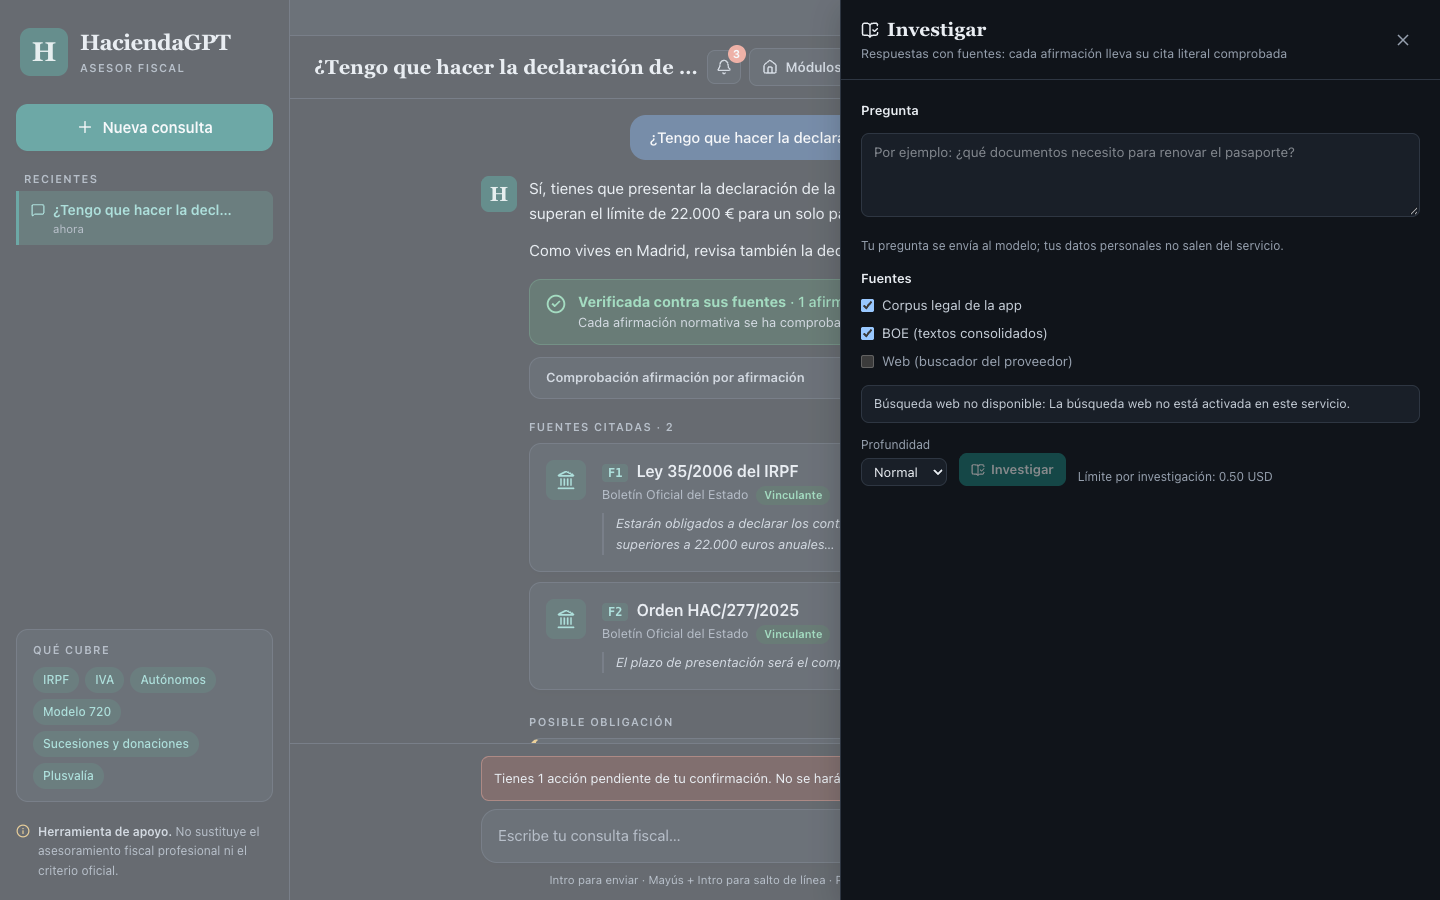 H
HaciendaGPT
ASESOR FISCAL
Nueva consulta
RECIENTES
¿Tengo que hacer la decl...
ahora
QUÉ CUBRE
IRPF
IVA
Autónomos
Modelo 720
Sucesiones y donaciones
Plusvalía
Herramienta de apoyo. No sustituye el
asesoramiento fiscal profesional ni el
criterio oficial.
¿Tengo que hacer la declaración de ...
3
Módulos
¿Tengo que hacer la declara
H
Sí, tienes que presentar la declaración de la
superan el límite de 22.000 € para un solo pa
Como vives en Madrid, revisa también la dec
Verificada contra sus fuentes · 1 afirm
Cada afirmación normativa se ha comproba
Comprobación afirmación por afirmación
FUENTES CITADAS · 2
F1 Ley 35/2006 del IRPF
Boletín Oficial del Estado Vinculante
Estarán obligados a declarar los cont
superiores a 22.000 euros anuales...
F2 Orden HAC/277/2025
Boletín Oficial del Estado Vinculante
El plazo de presentación será el comp
POSIBLE OBLIGACIÓN
Tienes 1 acción pendiente de tu confirmación. No se hará
Escribe tu consulta fiscal...
Intro para enviar · Mayús + Intro para salto de línea ·
Investigar
Respuestas con fuentes: cada afirmación lleva su cita literal comprobada
Pregunta
Por ejemplo: ¿qué documentos necesito para renovar el pasaporte?
Tu pregunta se envía al modelo; tus datos personales no salen del servicio.
Fuentes
Corpus legal de la app
BOE (textos consolidados)
Web (buscador del proveedor)
Búsqueda web no disponible: La búsqueda web no está activada en este servicio.
Profundidad
Normal
Investigar
Límite por investigación: 0.50 USD